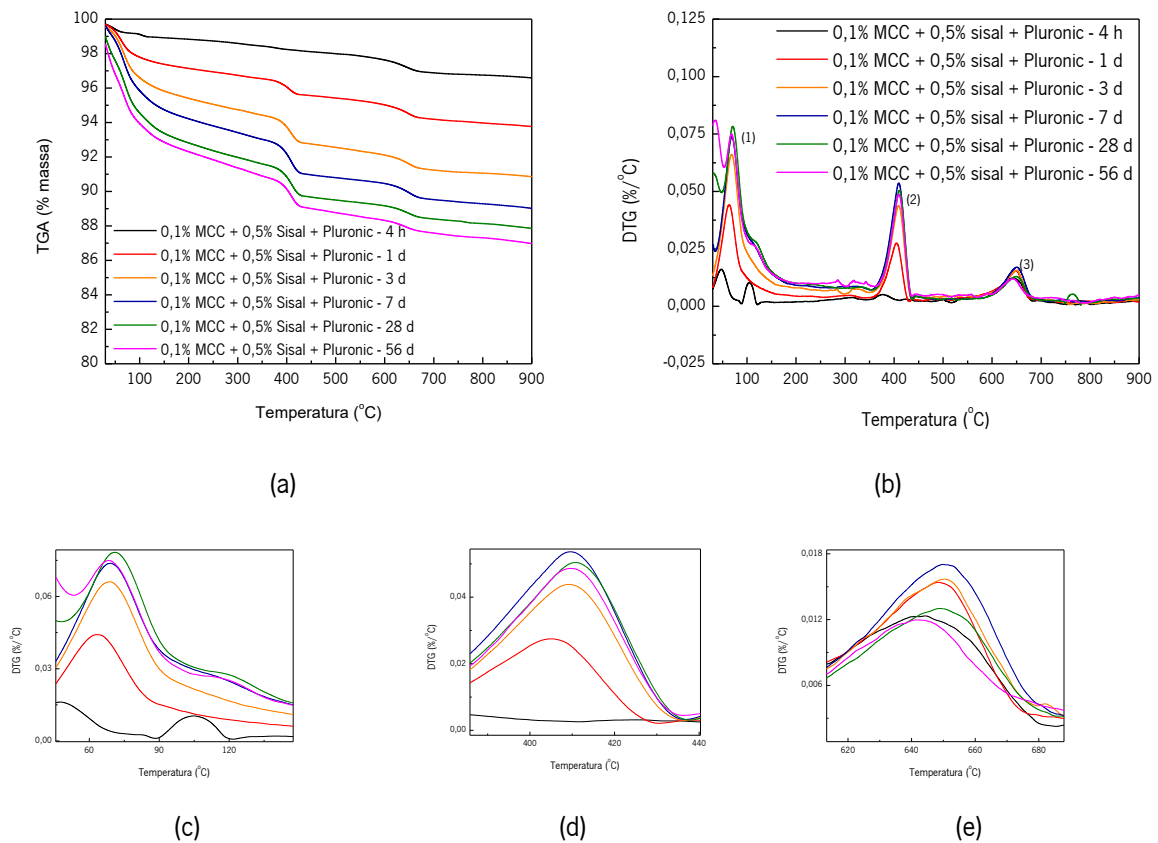 100
98
96
94
92
90
88
86
84
82
80
TGA (% massa)
0,1% MCC + 0,5% Sisal + Pluronic - 4 h
0,1% MCC + 0,5% Sisal + Pluronic - 1 d
0,1% MCC + 0,5% Sisal + Pluronic - 3 d
0,1% MCC + 0,5% Sisal + Pluronic - 7 d
0,1% MCC + 0,5% Sisal + Pluronic - 28 d
0,1% MCC + 0,5% Sisal + Pluronic - 56 d
100 200 300 400 500 600 700 800 900
Temperatura (°C)
(a)
0,125
0,100
0,075
0,050
0,025
0,000
-0,025
DTG (%/°C)
0,1% MCC + 0,5% sisal + Pluronic - 4 h
0,1% MCC + 0,5% sisal + Pluronic - 1 d
0,1% MCC + 0,5% sisal + Pluronic - 3 d
0,1% MCC + 0,5% sisal + Pluronic - 7 d
0,1% MCC + 0,5% sisal + Pluronic - 28 d
0,1% MCC + 0,5% sisal + Pluronic - 56 d
(1)
(2)
(3)
100 200 300 400 500 600 700 800 900
Temperatura (°C)
(b)
0,06
0,03
0,00
DTG (%/°C)
60 90 120
Temperatura (°C)
(c)
0,04
0,02
0,00
DTG (%/°C)
400 420 440
Temperatura (°C)
(d)
0,018
0,012
0,006
DTG (%/°C)
620 640 660 680
Temperatura (°C)
(e)